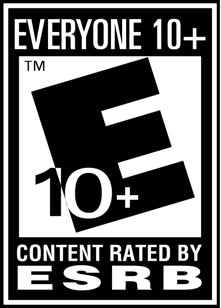 EVERYONE 10+
TM
E
10+
CONTENT RATED BY
ESRB